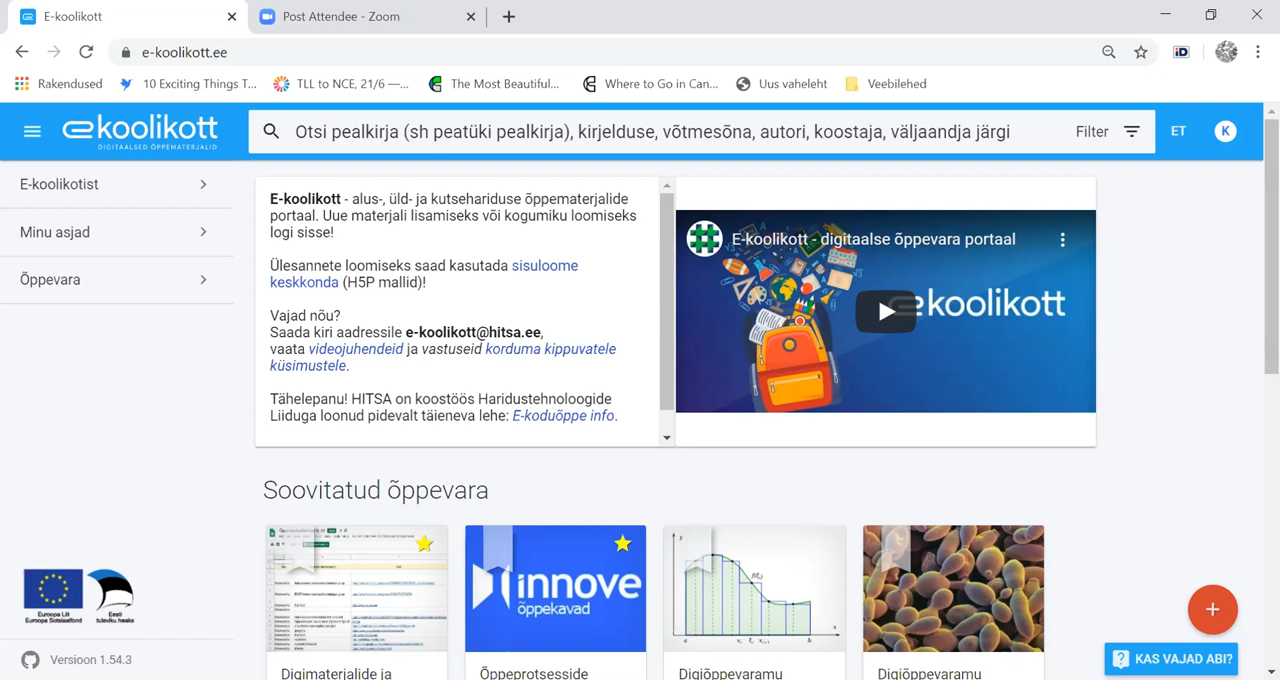 E-koolikott
Post Attendee - Zoom
e-koolikott.ee
iD
Rakendused
10 Exciting Things T...
TLL to NCE, 21/6 —...
The Most Beautiful...
Where to Go in Can...
Uus vaheleht
Veebilehed
koolikott
DIGITAALSED ÕPPEMATERJALID
Otsi pealkirja (sh peatüki pealkirja), kirjelduse, võtmesõna, autori, koostaja, väljaandja järgi
Filter
ET
K
E-koolikotist
Minu asjad
Õppevara
E-koolikott - alus-, üld- ja kutsehariduse õppematerjalide
portaal. Uue materjali lisamiseks või kogumiku loomiseks
logi sisse!
Ülesannete loomiseks saad kasutada sisuloome
keskkonda (H5P mallid)!
Vajad nõu?
Saada kiri aadressile e-koolikott@hitsa.ee,
vaata videojuhendeid ja vastuseid korduma kippuvatele
küsimustele.
Tähelepanu! HITSA on koostöös Haridustehnoloogide
Liiduga loonud pidevalt täieneva lehe: E-koduõppe info.
E-koolikott - digitaalse õppevara portaal
koolikott
Soovitatud õppevara
innove
õppekavad
y
f(ξᵢ)
a
b
x
Digimaterjalide ja
Õppeprotsesside
Digiõppevaramu
Digiõppevaramu
Euroopa Liit
Euroopa Sotsiaalfond
Eesti
tuleviku heaks
Versioon 1.54.3
KAS VAJAD ABI?